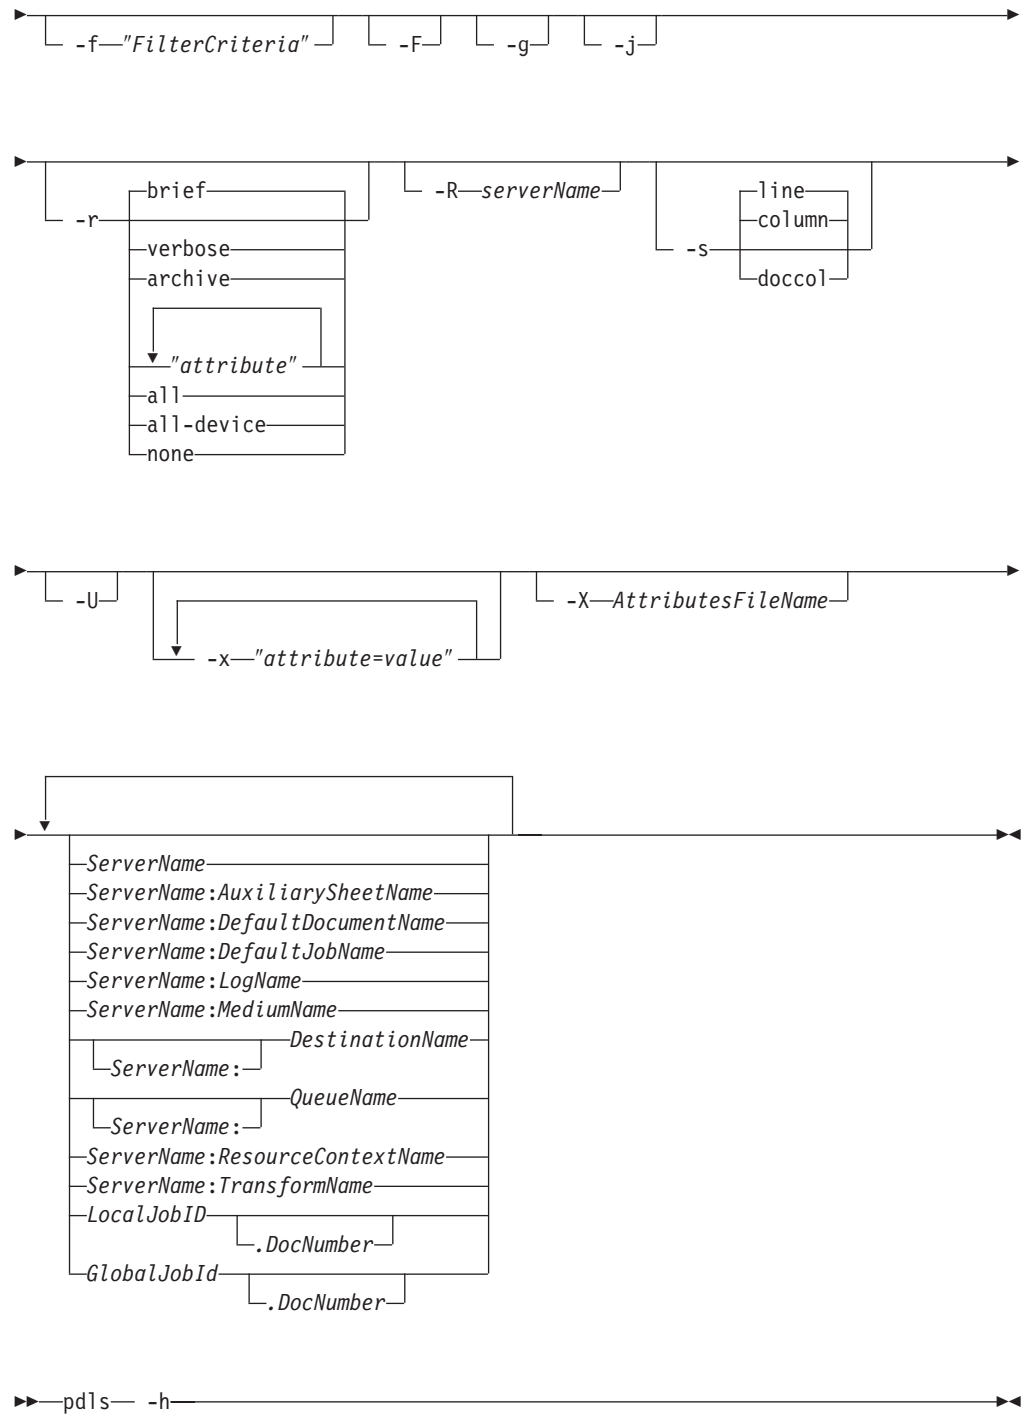 -f "FilterCriteria" -F -g -j
brief -R serverName line
-r column
verbose -s
archive doccol
"attribute"
all
all-device
none
-U -X AttributesFileName
-x "attribute=value"
ServerName
ServerName:AuxiliarySheetName
ServerName:DefaultDocumentName
ServerName:DefaultJobName
ServerName:LogName
ServerName:MediumName
DestinationName
ServerName:
QueueName
ServerName:
ServerName:ResourceContextName
ServerName:TransformName
LocalJobID
.DocNumber
GlobalJobId
.DocNumber
pdls -h